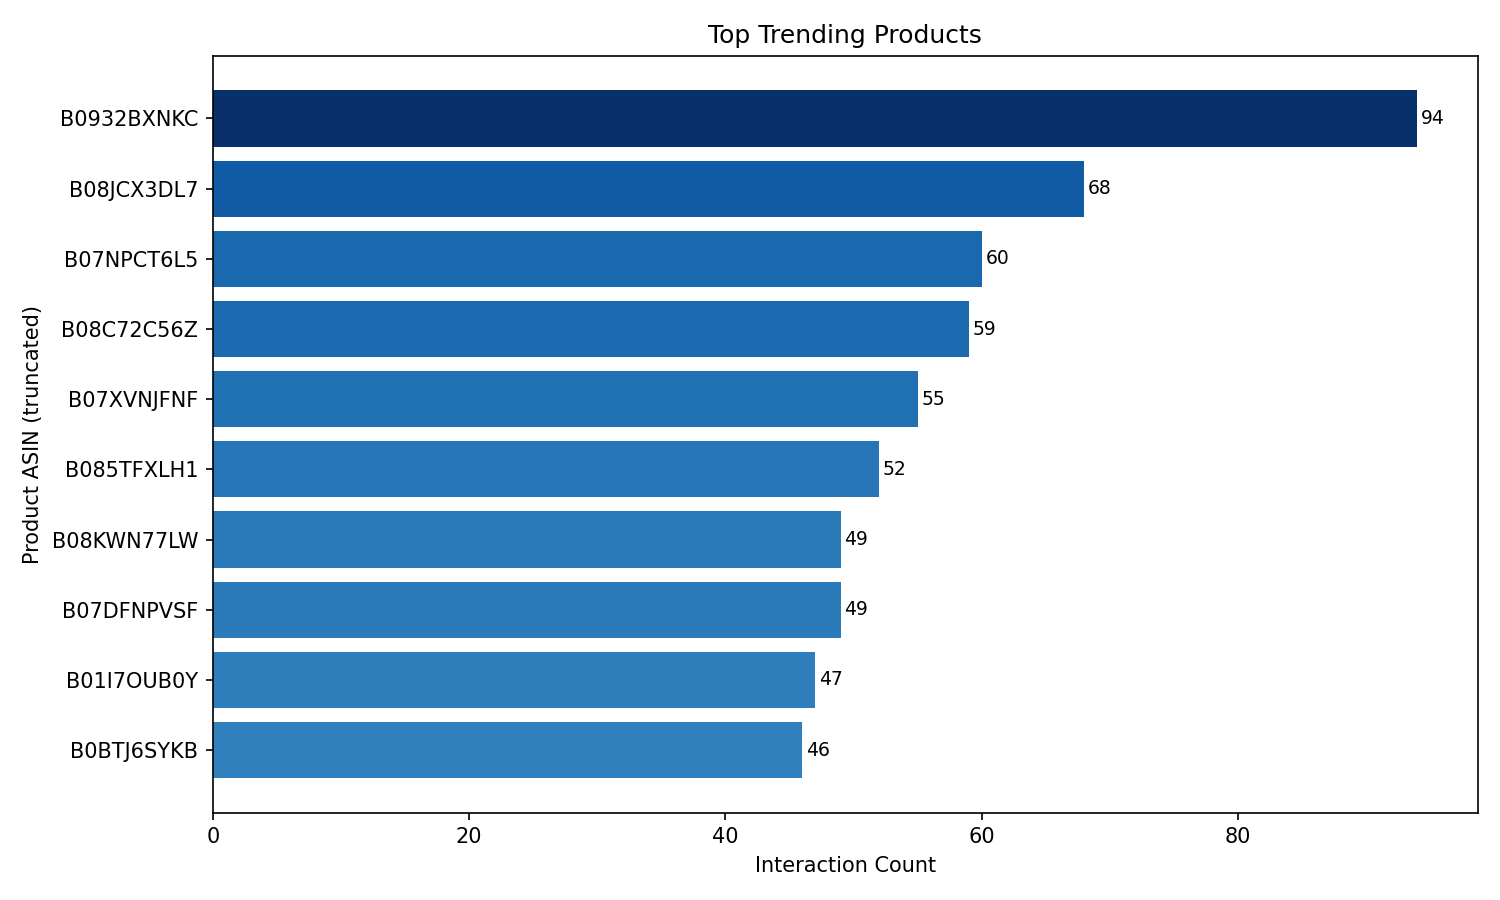 Top Trending Products
Product ASIN (truncated)
B0932BXNKC 94
B08JCX3DL7 68
B07NPCT6L5 60
B08C72C56Z 59
B07XVNJFNF 55
B085TFXLH1 52
B08KWN77LW 49
B07DFNPVSF 49
B01I7OUB0Y 47
B0BTJ6SYKB 46
0 20 40 60 80
Interaction Count